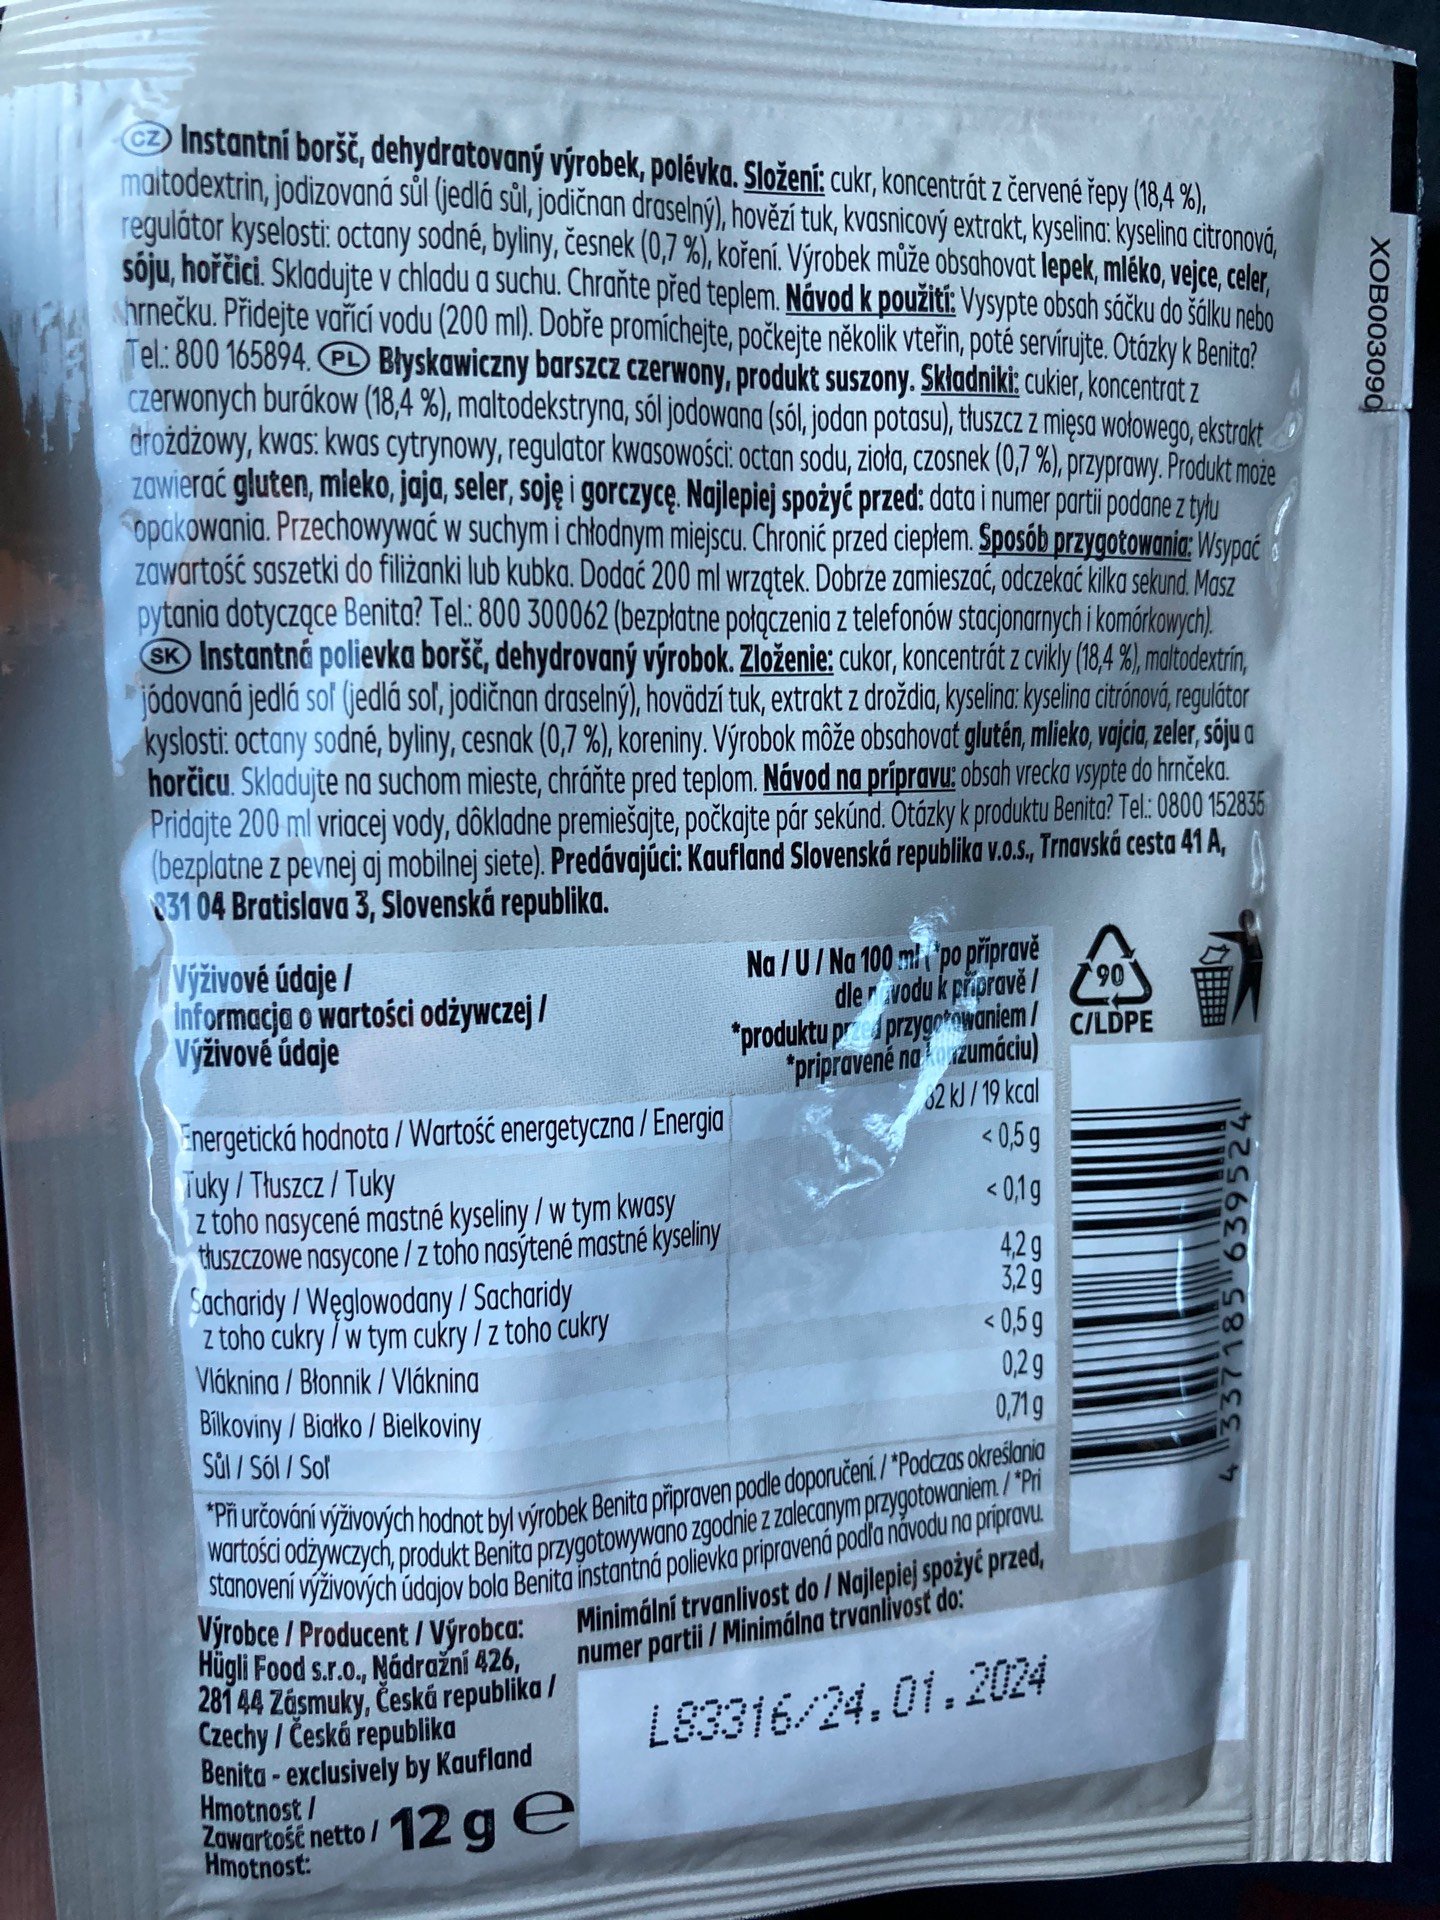 CZ Instantní boršč, dehydratovaný výrobek, polévka. Složení: cukr, koncentrát z červené řepy (18,4 %),
maltodextrin, jodizovaná sůl (jedlá sůl, jodičnan draselný), hovězí tuk, kvasnicový extrakt, kyselina: kyselina citronová,
regulátor kyselosti: octany sodné, byliny, česnek (0,7 %), koření. Výrobek může obsahovat lepek, mléko, vejce, celer,
sóju, hořčici. Skladujte v chladu a suchu. Chraňte před teplem. Návod k použití: Vysypte obsah sáčku do šálku nebo
hrnečku. Přidejte vařící vodu (200 ml). Dobře promíchejte, počkejte několik vteřin, poté servírujte. Otázky k Benita?
Tel.: 800 165894. PL Błyskawiczny barszcz czerwony, produkt suszony. Składniki: cukier, koncentrat z
czerwonych burákow (18,4 %), maltodekstryna, sól jodowana (sól, jodan potasu), tłuszcz z mięsa wołowego, ekstrakt
drożdżowy, kwas: kwas cytrynowy, regulator kwasowości: octan sodu, zioła, czosnek (0,7 %), przyprawy. Produkt może
zawierać gluten, mleko, jaja, seler, soję i gorczycę. Najlepiej spożyć przed: data i numer partii podane z tyłu
opakowania. Przechowywać w suchym i chłodnym miejscu. Chronić przed ciepłem. Sposób przygotowania: Wsypać
zawartość saszetki do filiżanki lub kubka. Dodać 200 ml wrzątek. Dobrze zamieszać, odczekać kilka sekund. Masz
pytania dotyczące Benita? Tel.: 800 300062 (bezpłatne połączenia z telefonów stacjonarnych i komórkowych).
SK Instantná polievka boršč, dehydrovaný výrobok. Zloženie: cukor, koncentrát z cvikly (18,4 %), maltodextrín,
jódovaná jedlá soľ (jedlá soľ, jodičnan draselný), hovädzí tuk, extrakt z droždia, kyselina: kyselina citrónová, regulátor
kyslosti: octany sodné, byliny, cesnak (0,7 %), koreniny. Výrobok môže obsahovať glutén, mlieko, vajcia, zeler, sóju a
horčicu. Skladujte na suchom mieste, chráňte pred teplom. Návod na prípravu: obsah vrecka vsypte do hrnčeka.
Pridajte 200 ml vriacej vody, dôkladne premiešajte, počkajte pár sekúnd. Otázky k produktu Benita? Tel.: 0800 152835
(bezplatne z pevnej aj mobilnej siete). Predávajúci: Kaufland Slovenská republika v.o.s., Trnavská cesta 41 A,
831 04 Bratislava 3, Slovenská republika.
XOB003090
Výživové údaje /
Informacja o wartości odżywczej /
Výživové údaje
Na / U / Na 100 ml (*po přípravě
dle návodu k přípravě /
*produktu przed przygotowaniem /
*pripravené na konzumáciu)
90
C/LDPE
Energetická hodnota / Wartość energetyczna / Energia
82 kJ / 19 kcal
Tuky / Tłuszcz / Tuky
< 0,5 g
z toho nasycené mastné kyseliny / w tym kwasy
tłuszczowe nasycone / z toho nasýtené mastné kyseliny
< 0,1 g
Sacharidy / Węglowodany / Sacharidy
4,2 g
z toho cukry / w tym cukry / z toho cukry
3,2 g
Vláknina / Błonnik / Vláknina
< 0,5 g
Bílkoviny / Białko / Bielkoviny
0,2 g
Sůl / Sól / Soľ
0,71 g
4 337185 639524
*Při určování výživových hodnot byl výrobek Benita připraven podle doporučení. / *Podczas określania
wartości odżywczych, produkt Benita przygotowywano zgodnie z zalecanym przygotowaniem. / *Pri
stanovení výživových údajov bola Benita instantná polievka pripravená podľa návodu na prípravu.
Výrobce / Producent / Výrobca:
Hügli Food s.r.o., Nádražní 426,
281 44 Zásmuky, Česká republika /
Czechy / Česká republika
Benita - exclusively by Kaufland
Hmotnost /
Zawartość netto /
Hmotnosť:
12 g e
Minimální trvanlivost do / Najlepiej spożyć przed,
numer partii / Minimálna trvanlivosť do:
L83316/24.01.2024